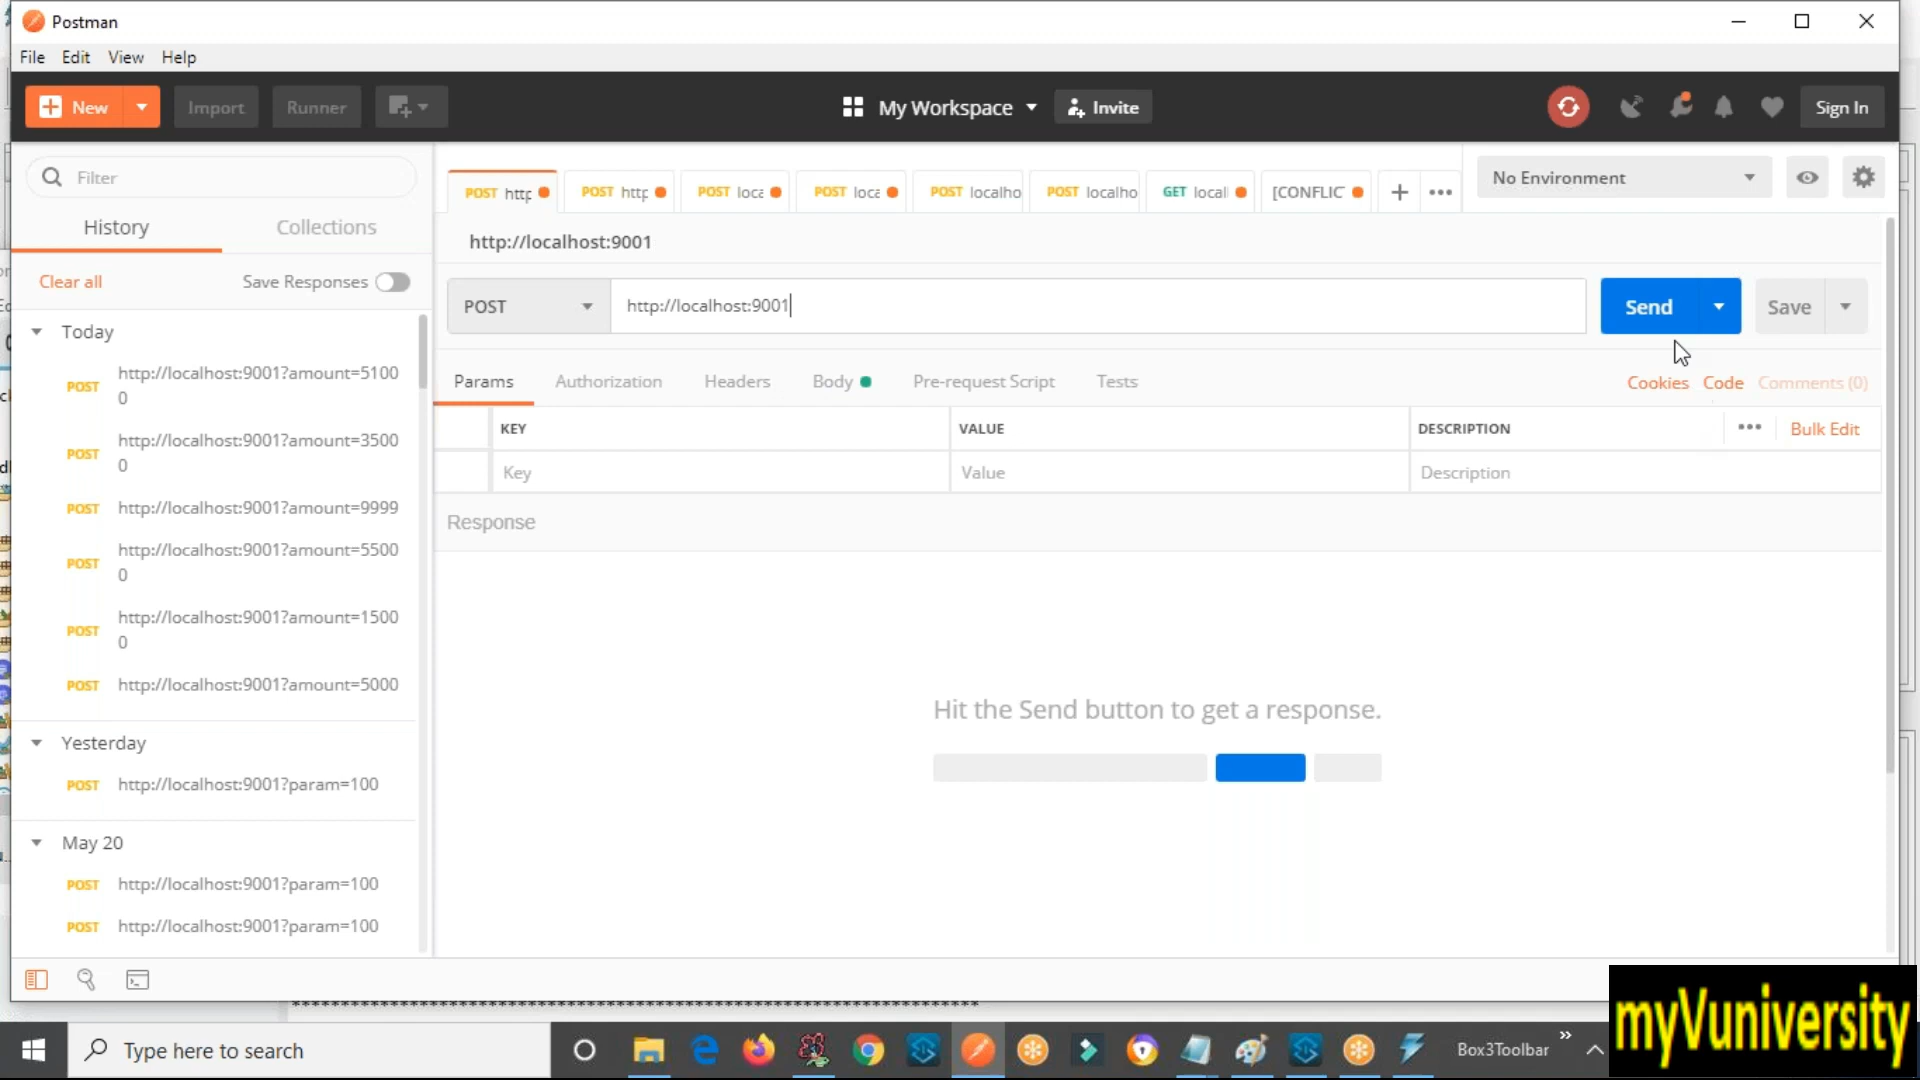 Postman
File Edit View Help
New Import Runner My Workspace Invite Sign In
Filter
History Collections
Clear all Save Responses
Today
POST http://localhost:9001?amount=5100
0
POST http://localhost:9001?amount=3500
0
POST http://localhost:9001?amount=9999
POST http://localhost:9001?amount=5500
0
POST http://localhost:9001?amount=1500
0
POST http://localhost:9001?amount=5000
Yesterday
POST http://localhost:9001?param=100
May 20
POST http://localhost:9001?param=100
POST http://localhost:9001?param=100
POST http POST http POST loca POST loca POST localho POST localho GET local [CONFLIC + ••• No Environment
http://localhost:9001
POST http://localhost:9001 Send Save
Params Authorization Headers Body Pre-request Script Tests Cookies Code Comments (0)
KEY VALUE DESCRIPTION ••• Bulk Edit
Key Value Description
Response
Hit the Send button to get a response.
Type here to search
Box3Toolbar
myVuniversity